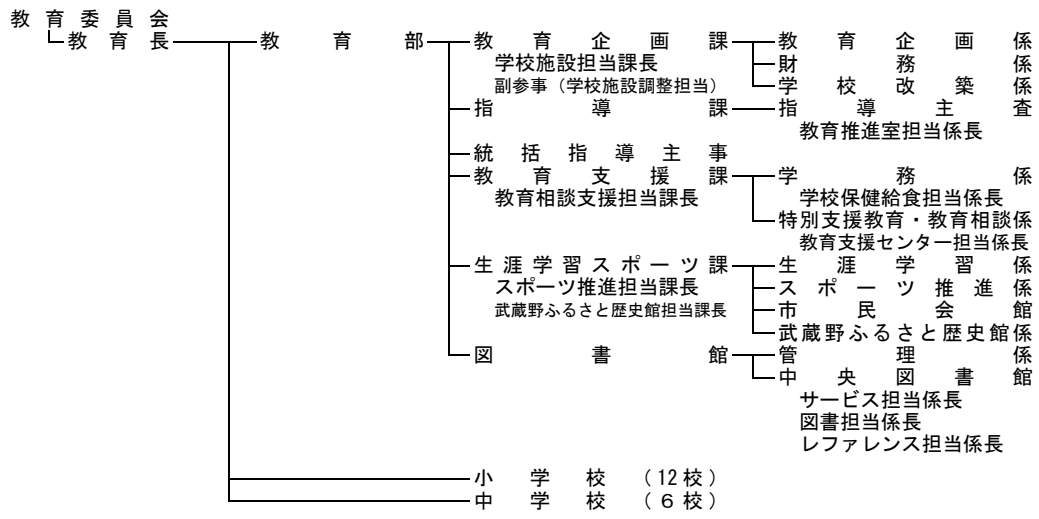 教育委員会
教育長 教育部 教育企画課 教育企画係
学校施設担当課長 財務係
副参事（学校施設調整担当） 学校改築係
指導課 指導主査
教育推進室担当係長
統括指導主事
教育支援課 学務係
教育相談支援担当課長 学校保健給食担当係長
特別支援教育・教育相談係
教育支援センター担当係長
生涯学習スポーツ課 生涯学習係
スポーツ推進担当課長 スポーツ推進係
武蔵野ふるさと歴史館担当課長 市民会館
武蔵野ふるさと歴史館係
図書館 管理係
中央図書館
サービス担当係長
図書担当係長
レファレンス担当係長
小学校（12校）
中学校（６校）